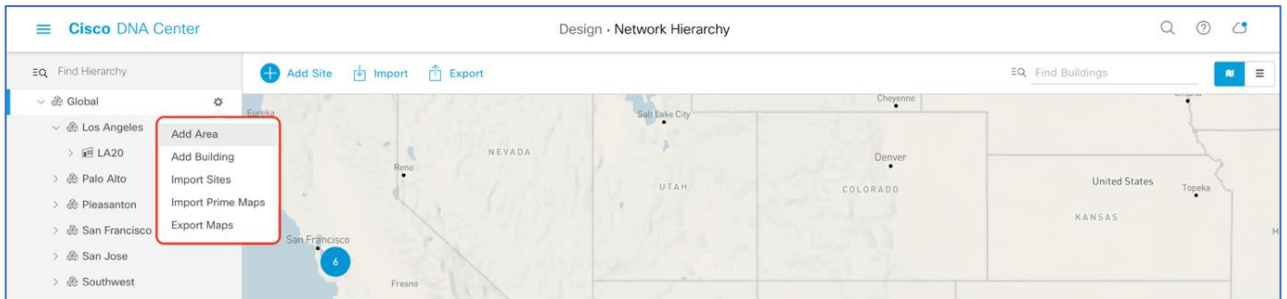 Cisco DNA Center
Design · Network Hierarchy
Find Hierarchy
Add Site
Import
Export
Find Buildings
Global
Los Angeles
LA20
Palo Alto
Pleasanton
San Francisco
San Jose
Southwest
Add Area
Add Building
Import Sites
Import Prime Maps
Export Maps
Eureka
Salt Lake City
Cheyenne
Omaha
NEVADA
Reno
Denver
UTAH
COLORADO
United States
Topeka
KANSAS
San Francisco
6
Fresno